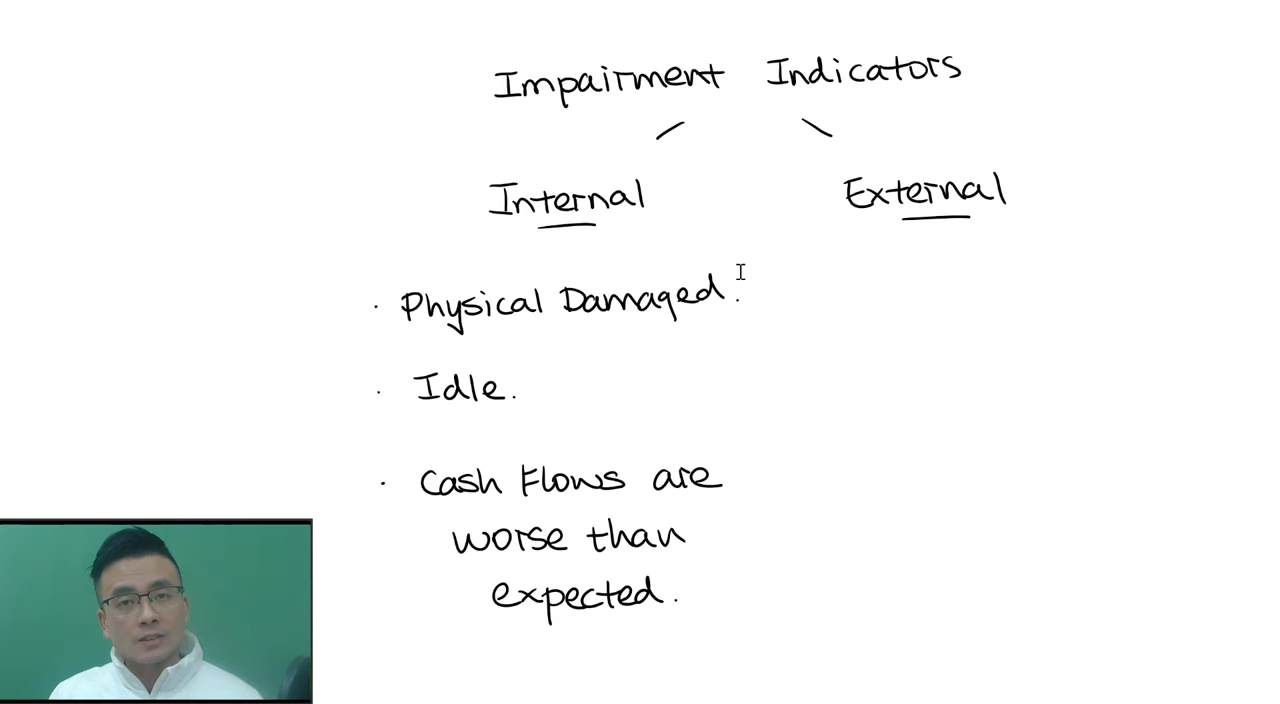 Impairment Indicators
Internal
External
· Physical Damaged.
· Idle.
· Cash Flows are
worse than
expected.